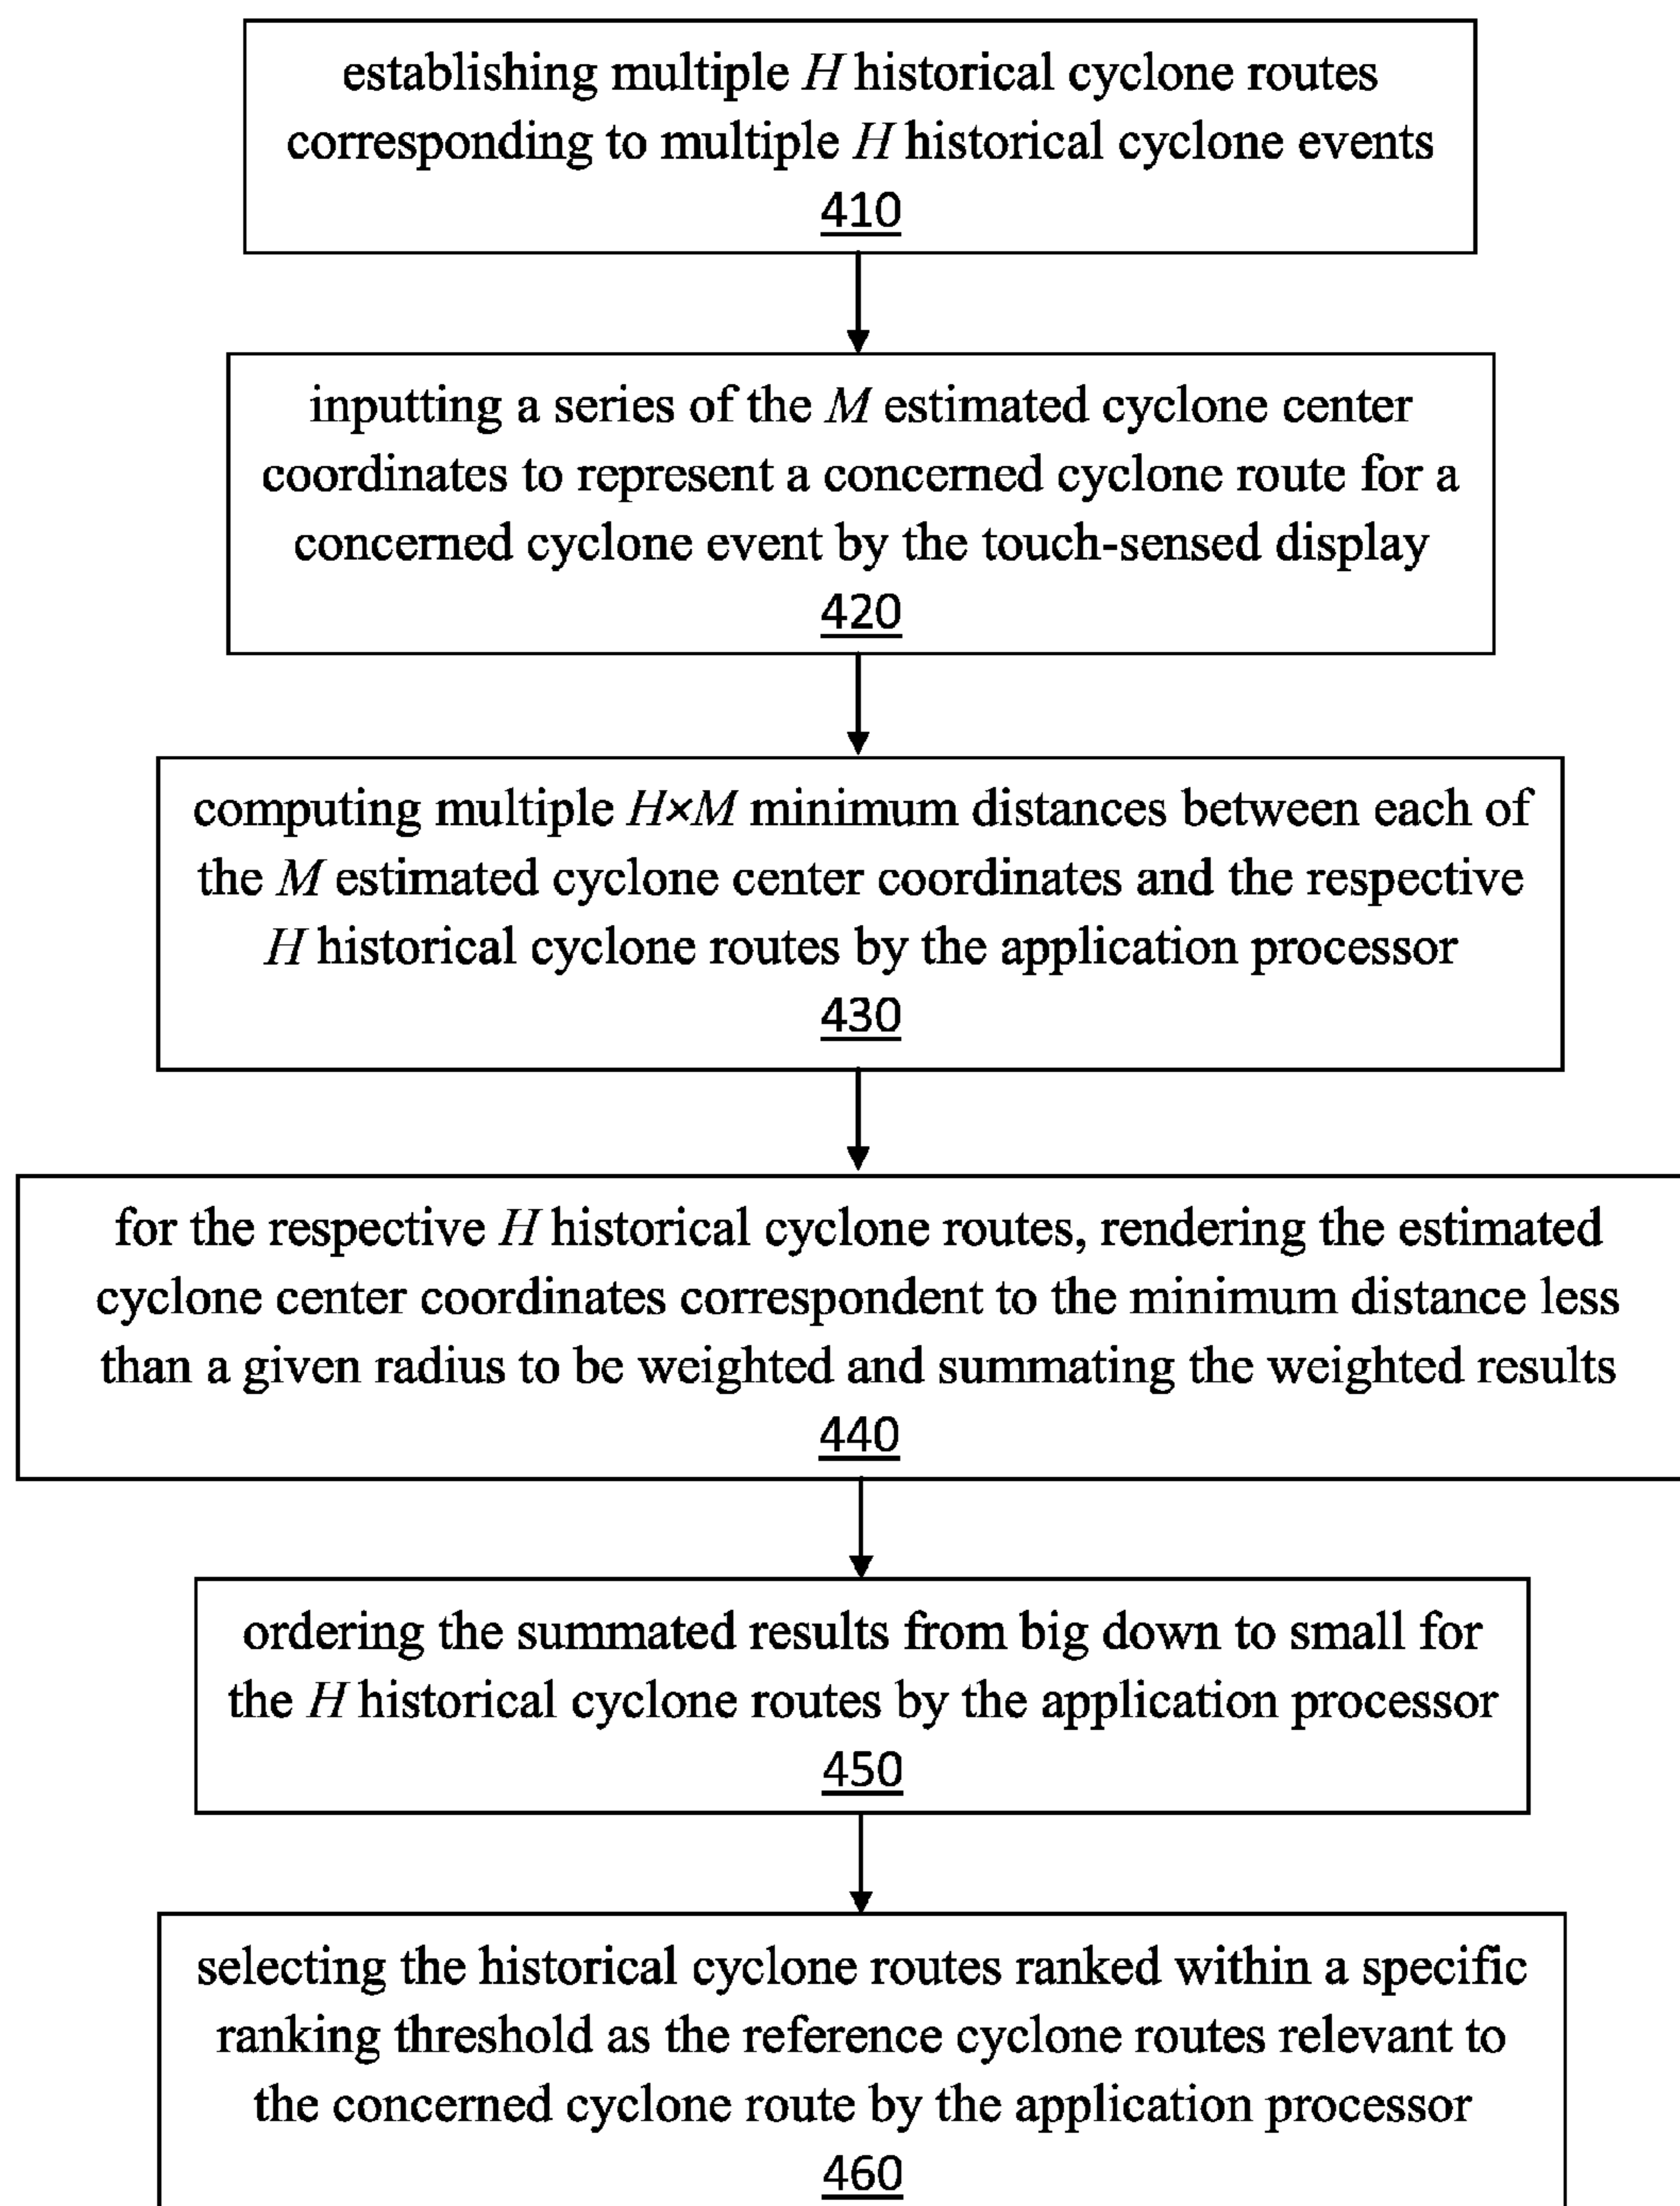 establishing multiple H historical cyclone routes
corresponding to multiple H historical cyclone events
410
inputting a series of the M estimated cyclone center
coordinates to represent a concerned cyclone route for a
concerned cyclone event by the touch-sensed display
420
computing multiple H×M minimum distances between each of
the M estimated cyclone center coordinates and the respective
H historical cyclone routes by the application processor
430
for the respective H historical cyclone routes, rendering the estimated
cyclone center coordinates correspondent to the minimum distance less
than a given radius to be weighted and summating the weighted results
440
ordering the summated results from big down to small for
the H historical cyclone routes by the application processor
450
selecting the historical cyclone routes ranked within a specific
ranking threshold as the reference cyclone routes relevant to
the concerned cyclone route by the application processor
460